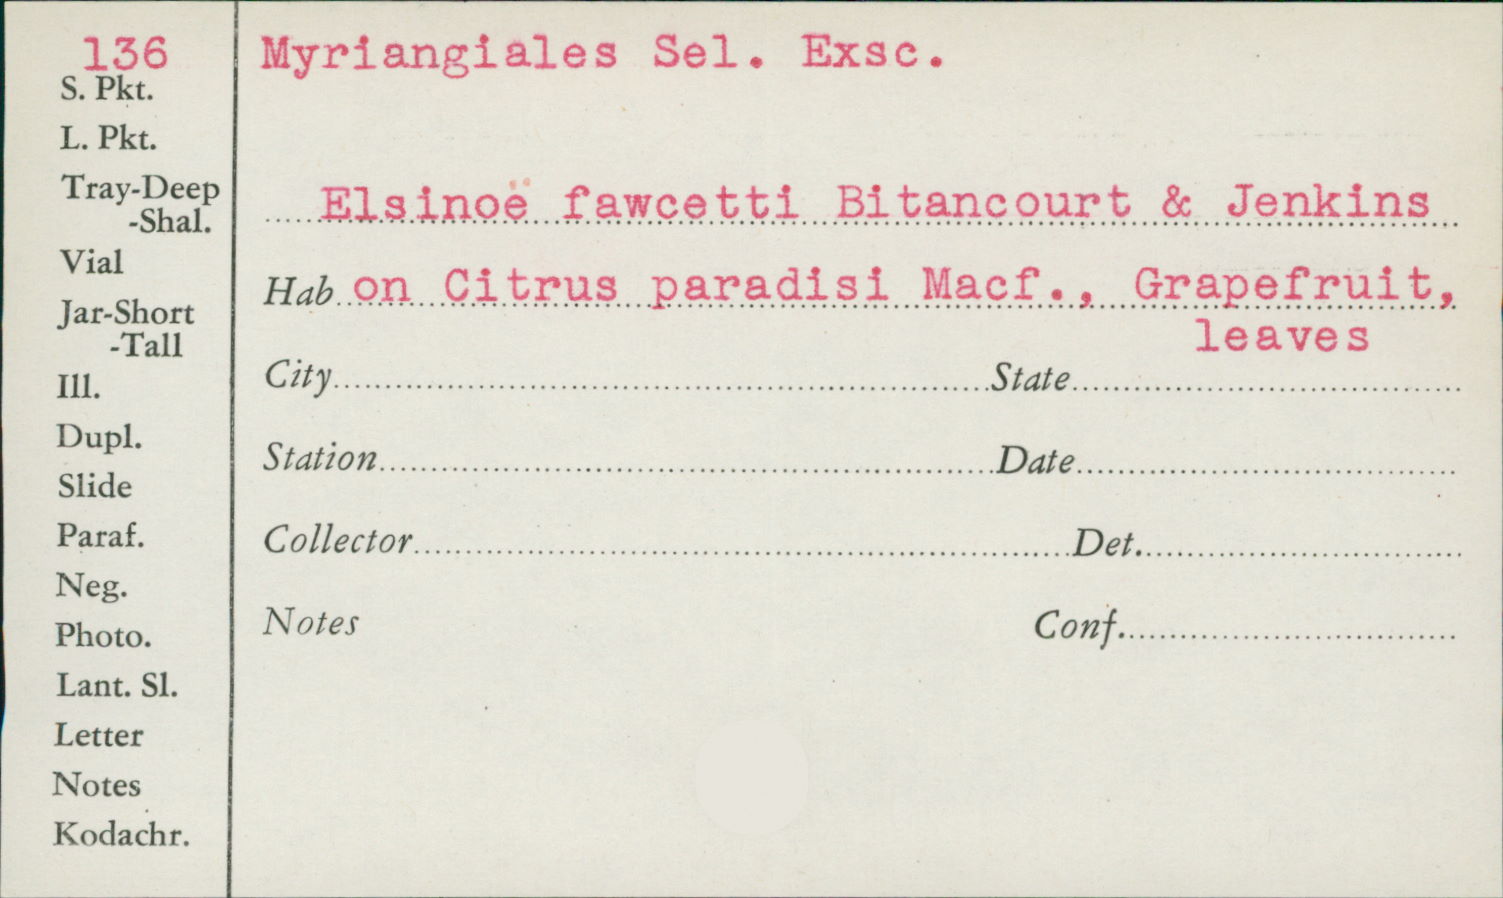 136
S. Pkt.
L. Pkt.
Tray-Deep
-Shal.
Vial
Jar-Short
-Tall
Ill.
Dupl.
Slide
Paraf.
Neg.
Photo.
Lant. Sl.
Letter
Notes
Kodachr.
Myriangiales Sel. Exsc.
Elsinoë fawcetti Bitancourt & Jenkins
Hab on Citrus paradisi Macf., Grapefruit,
leaves
City State
Station Date
Collector Det.
Notes Conf.